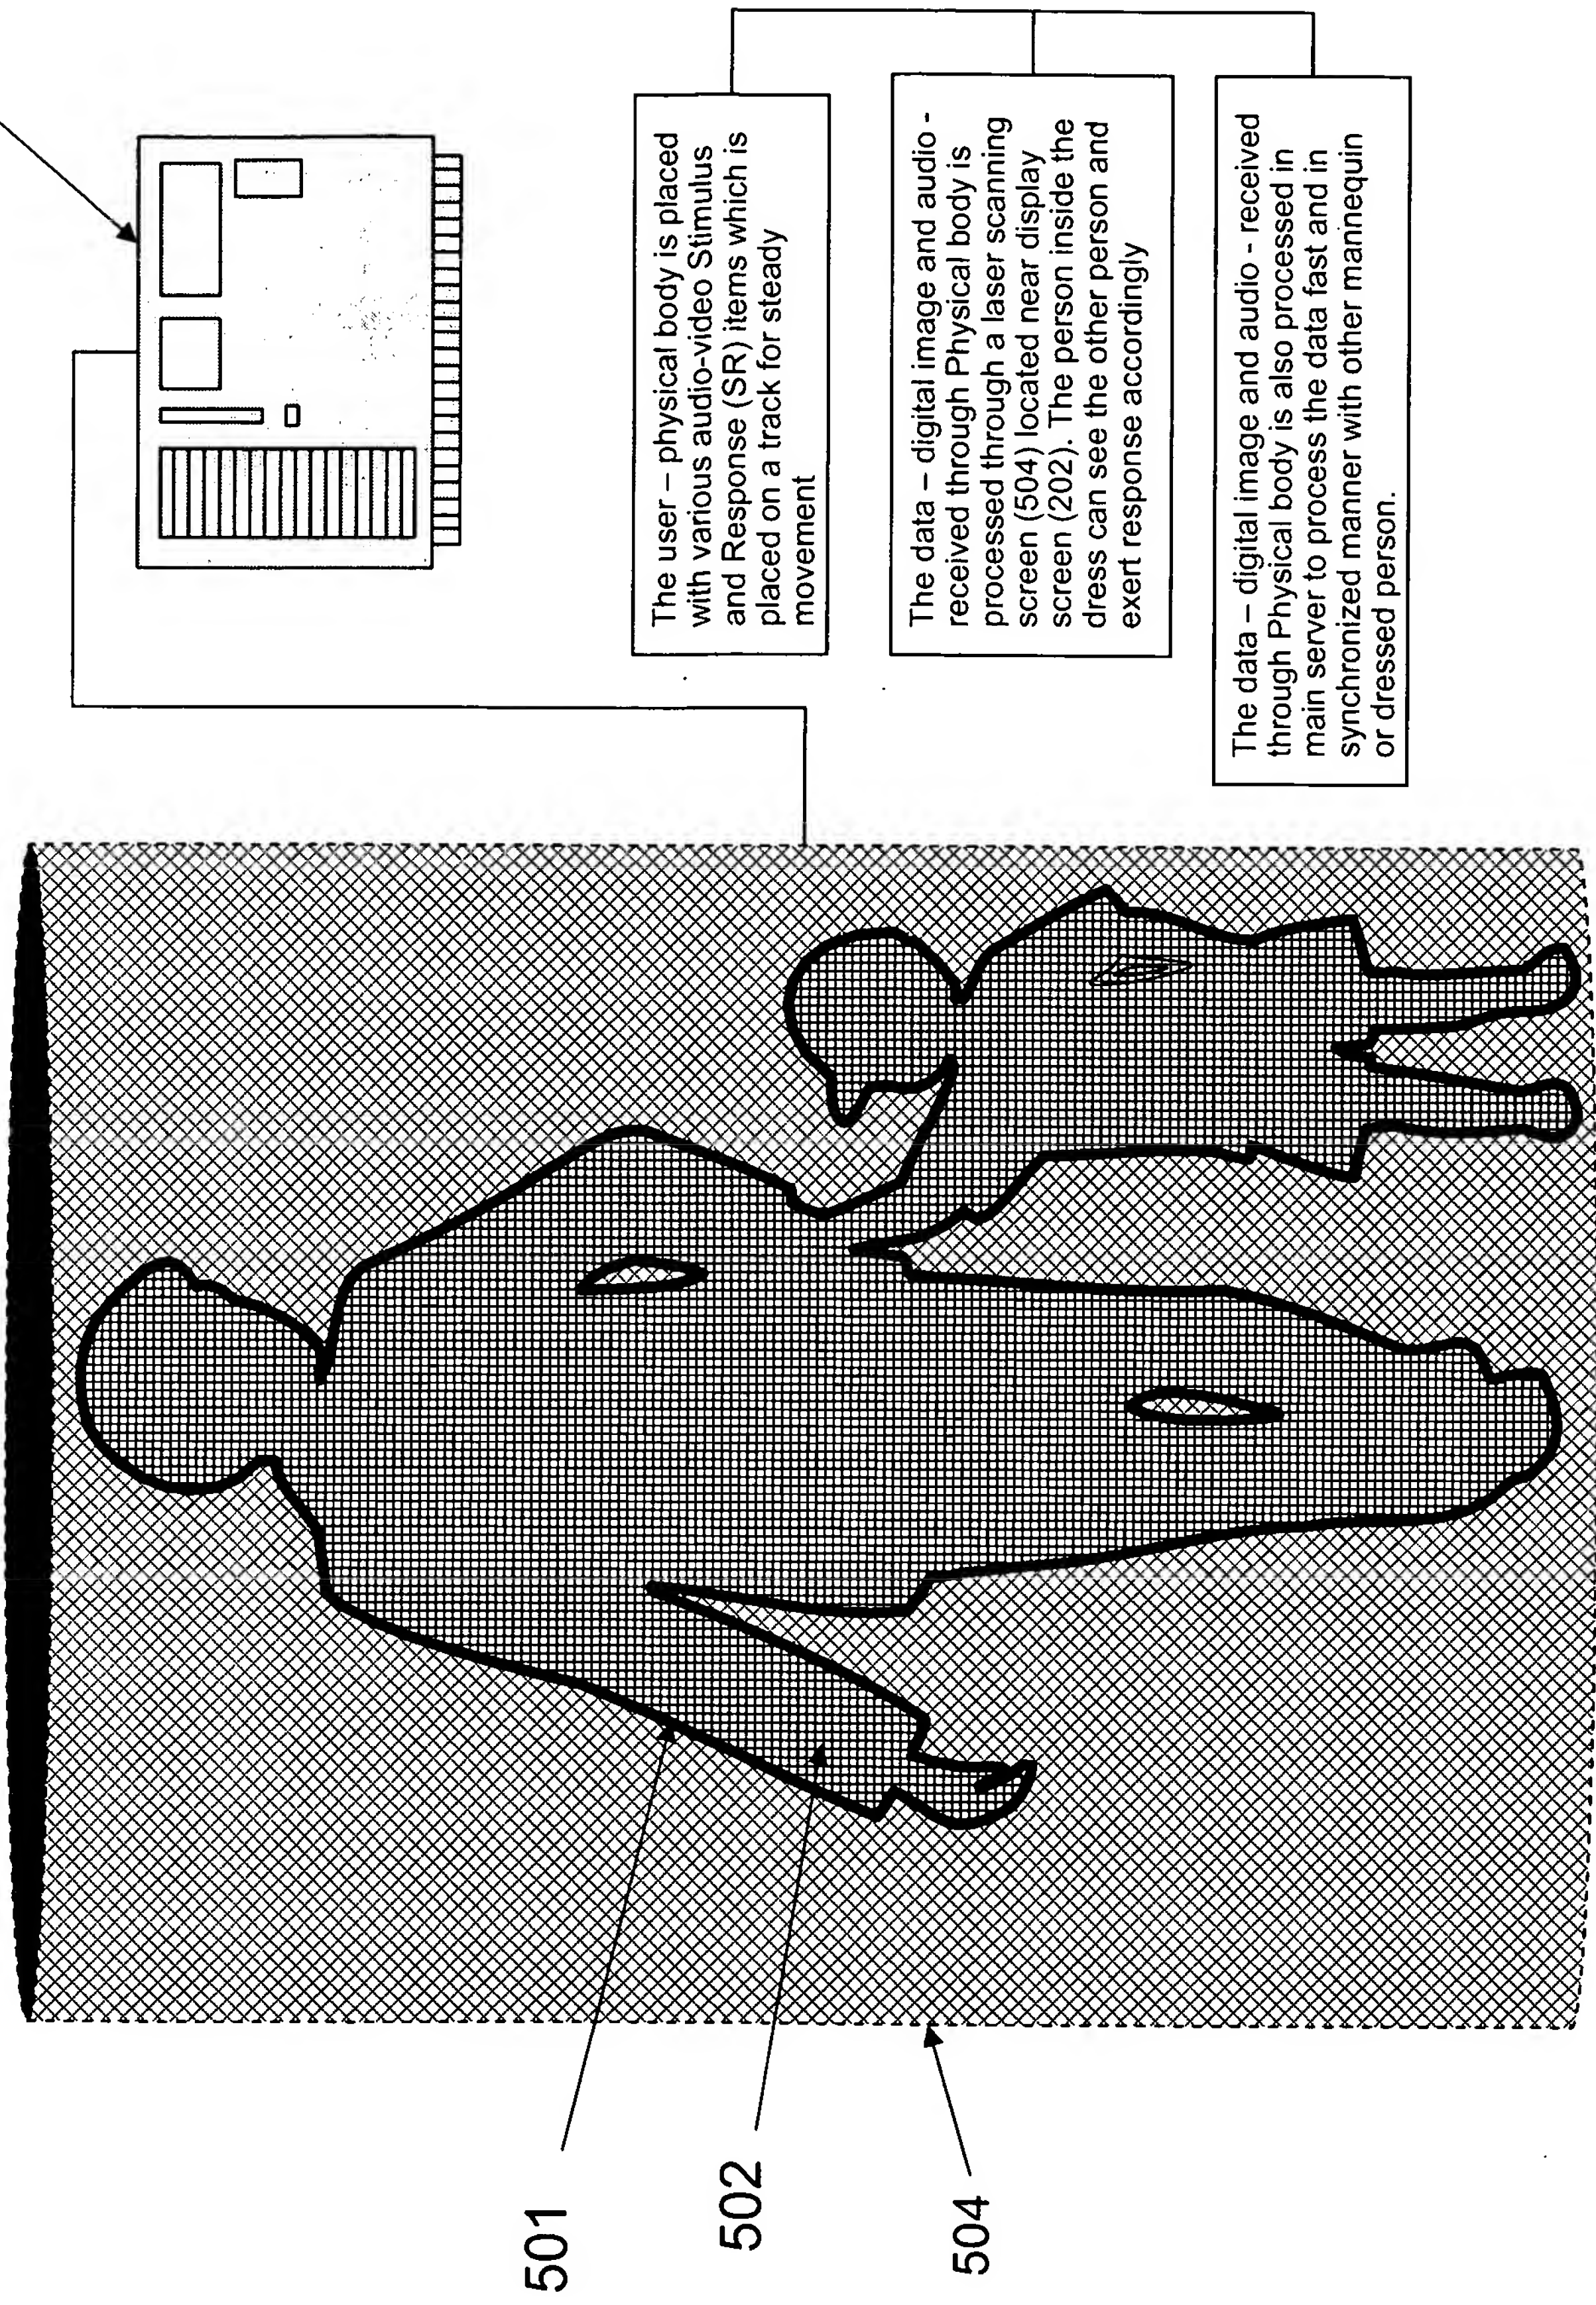 The user – physical body is placed
with various audio-video Stimulus
and Response (SR) items which is
placed on a track for steady
movement
The data – digital image and audio -
received through Physical body is
processed through a laser scanning
screen (504) located near display
screen (202). The person inside the
dress can see the other person and
exert response accordingly
The data – digital image and audio - received
through Physical body is also processed in
main server to process the data fast and in
synchronized manner with other mannequin
or dressed person.
501
502
504